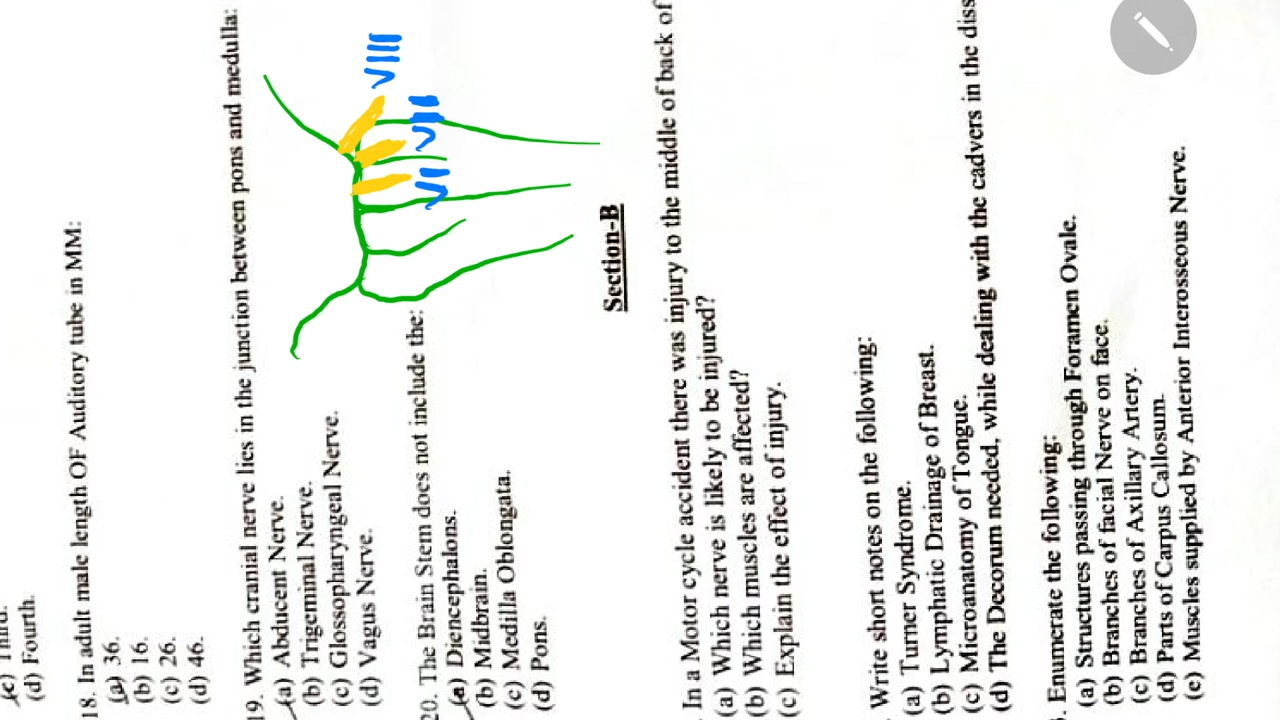 (c) Third.
(d) Fourth.
18. In adult male length OF Auditory tube in MM:
(a) 36.
(b) 16.
(c) 26.
(d) 46.
19. Which cranial nerve lies in the junction between pons and medulla:
(a) Abducent Nerve.
(b) Trigeminal Nerve.
(c) Glossopharyngeal Nerve.
(d) Vagus Nerve.
VIII
VII
VI
20. The Brain Stem does not include the:
(a) Diencephalons.
(b) Midbrain.
(c) Medilla Oblongata.
(d) Pons.
Section-B
In a Motor cycle accident there was injury to the middle of back of
(a) Which nerve is likely to be injured?
(b) Which muscles are affected?
(c) Explain the effect of injury.
Write short notes on the following:
(a) Turner Syndrome.
(b) Lymphatic Drainage of Breast.
(c) Microanatomy of Tongue.
(d) The Decorum needed, while dealing with the cadvers in the diss
Enumerate the following:
(a) Structures passing through Foramen Ovale.
(b) Branches of facial Nerve on face.
(c) Branches of Axillary Artery.
(d) Parts of Carpus Callosum.
(e) Muscles supplied by Anterior Interosseous Nerve.